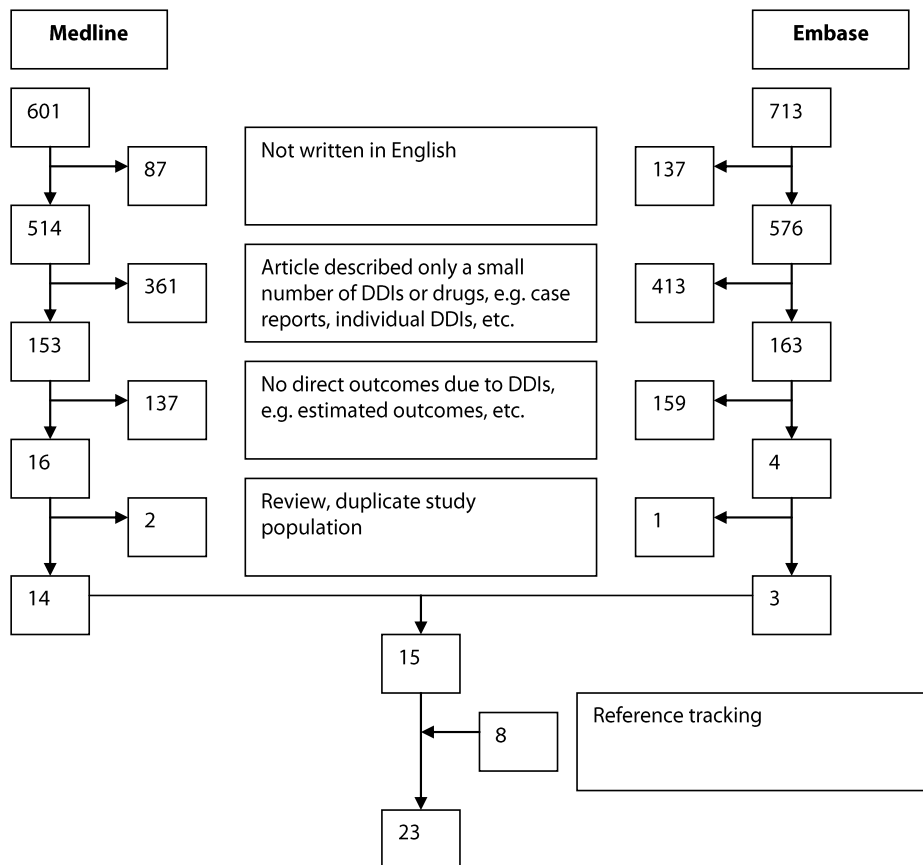 Medline
Embase
601
713
Not written in English
87
137
514
576
Article described only a small
number of DDIs or drugs, e.g. case
reports, individual DDIs, etc.
361
413
153
163
No direct outcomes due to DDIs,
e.g. estimated outcomes, etc.
137
159
16
4
Review, duplicate study
population
2
1
14
3
15
Reference tracking
8
23